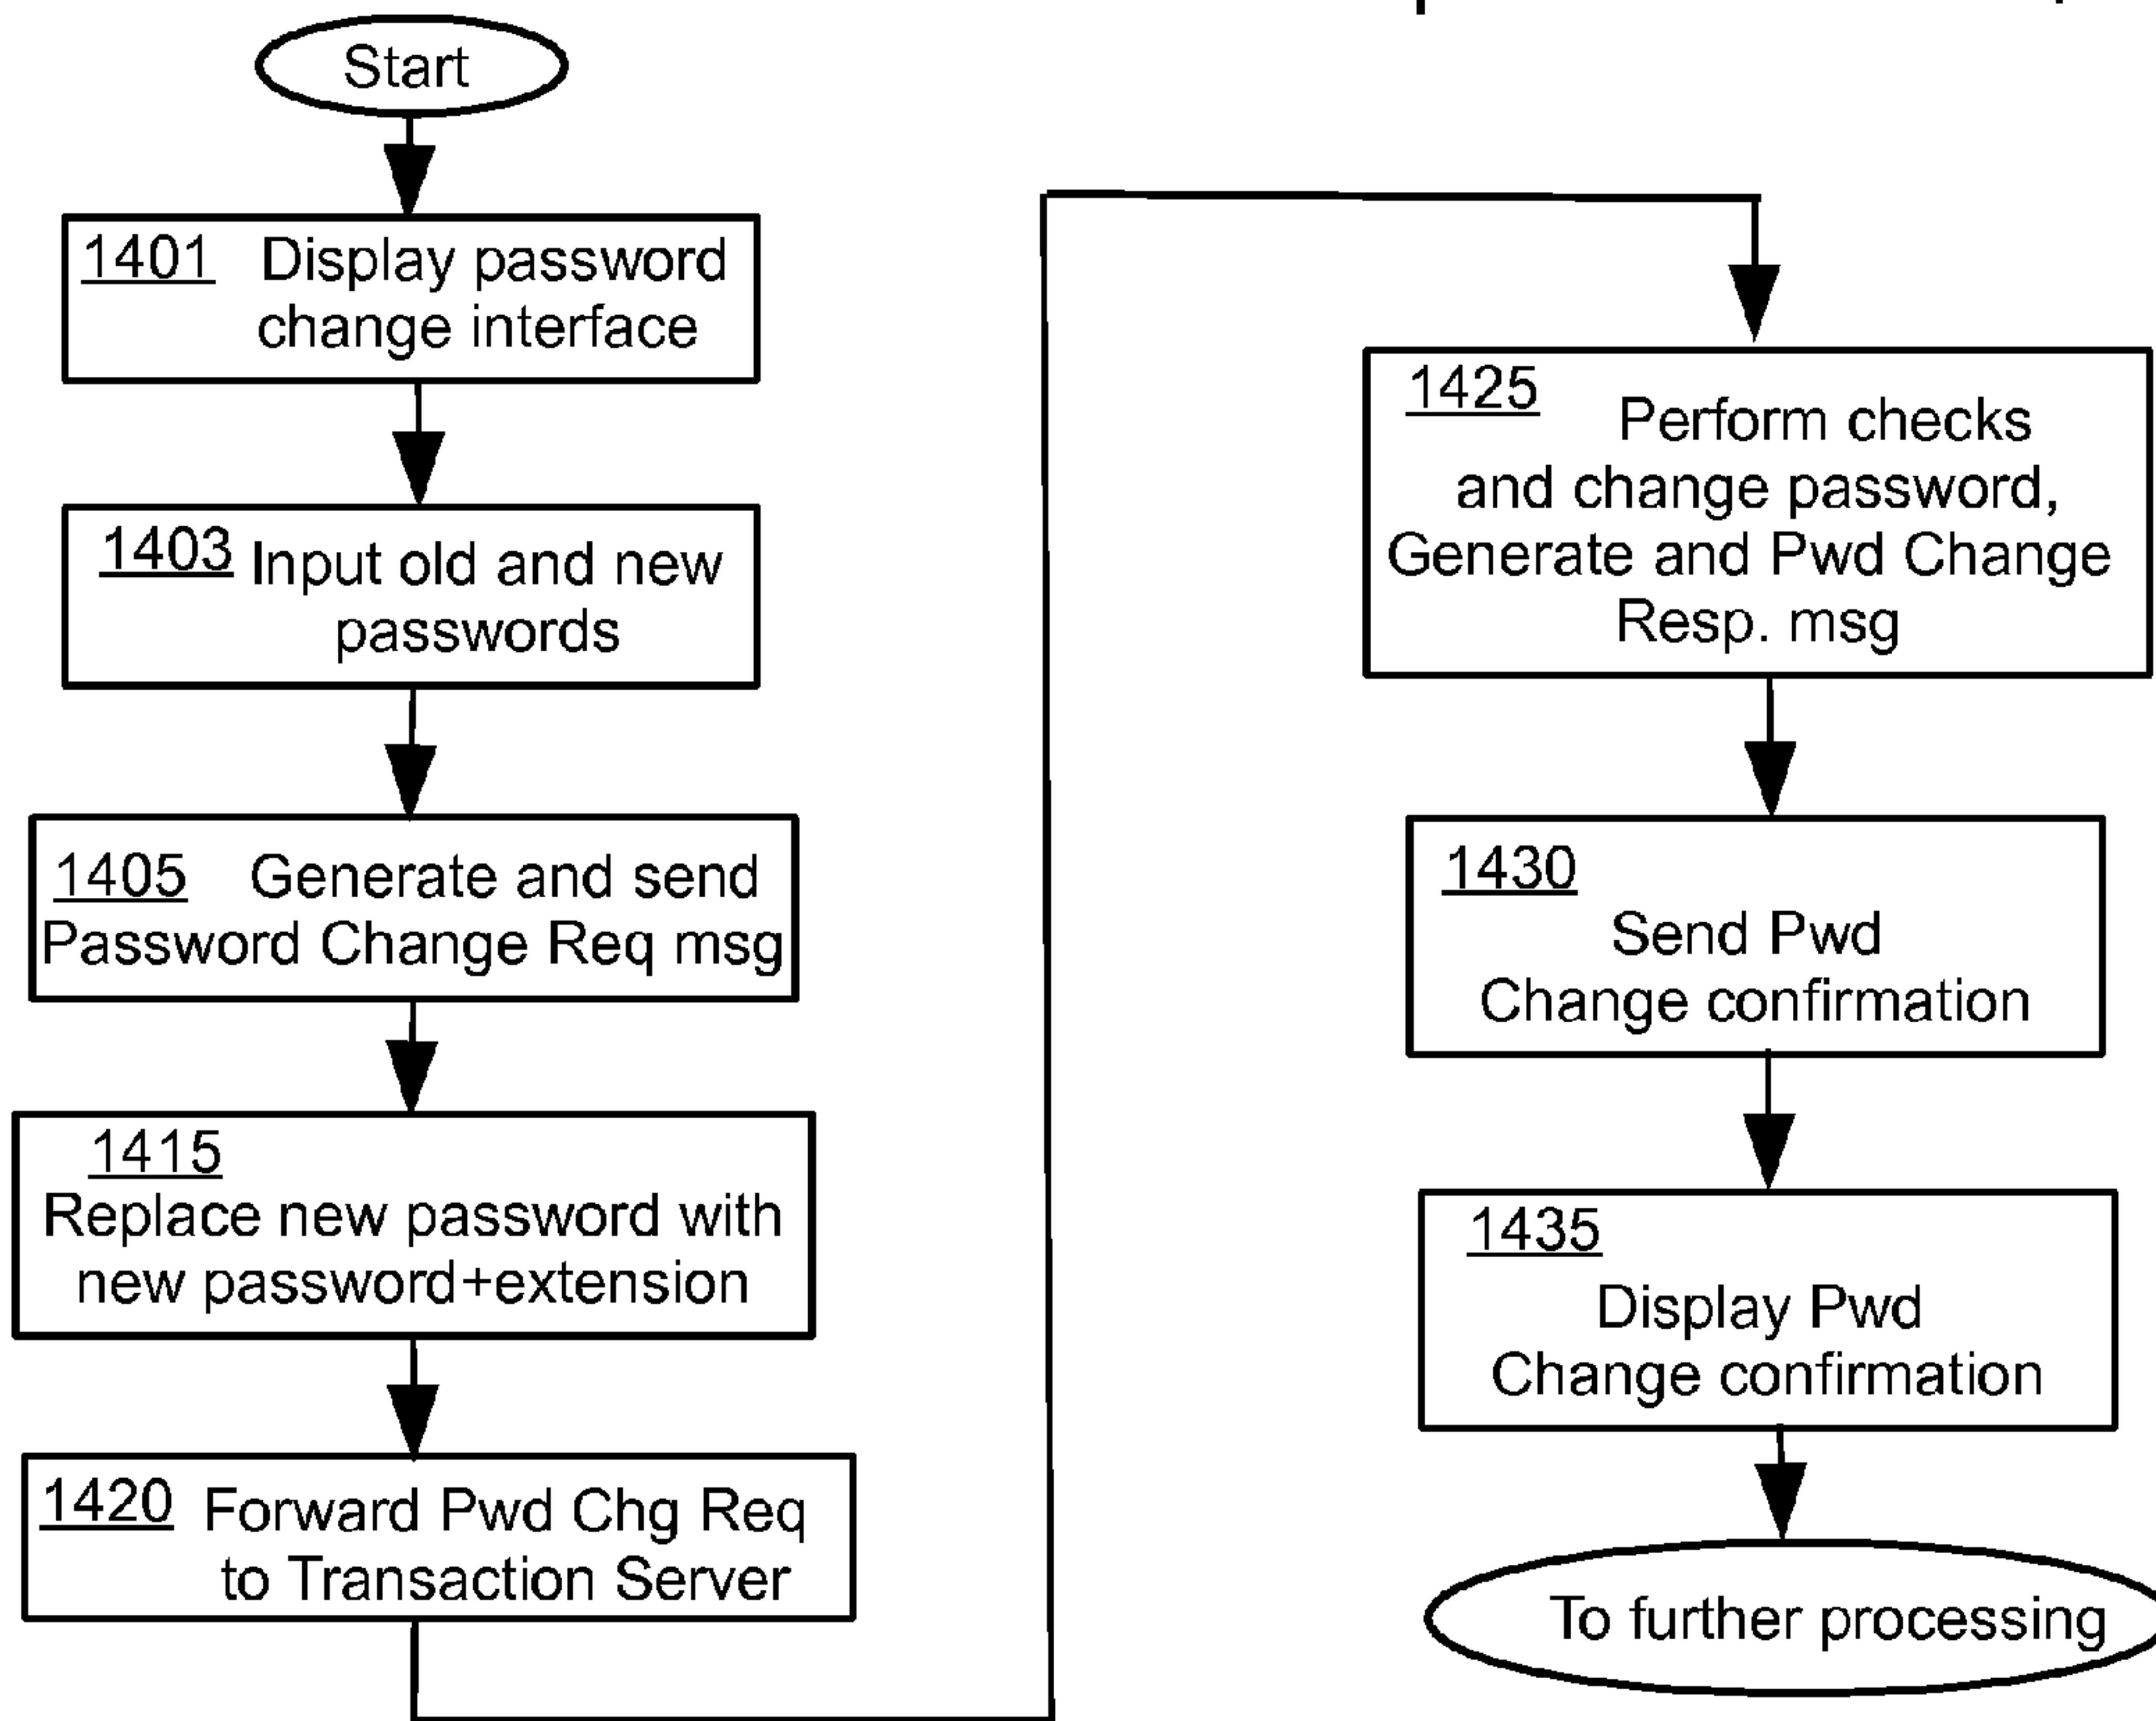 Start
1401 Display password
change interface
1403 Input old and new
passwords
1405 Generate and send
Password Change Req msg
1415
Replace new password with
new password+extension
1420 Forward Pwd Chg Req
to Transaction Server
1425 Perform checks
and change password,
Generate and Pwd Change
Resp. msg
1430
Send Pwd
Change confirmation
1435
Display Pwd
Change confirmation
To further processing